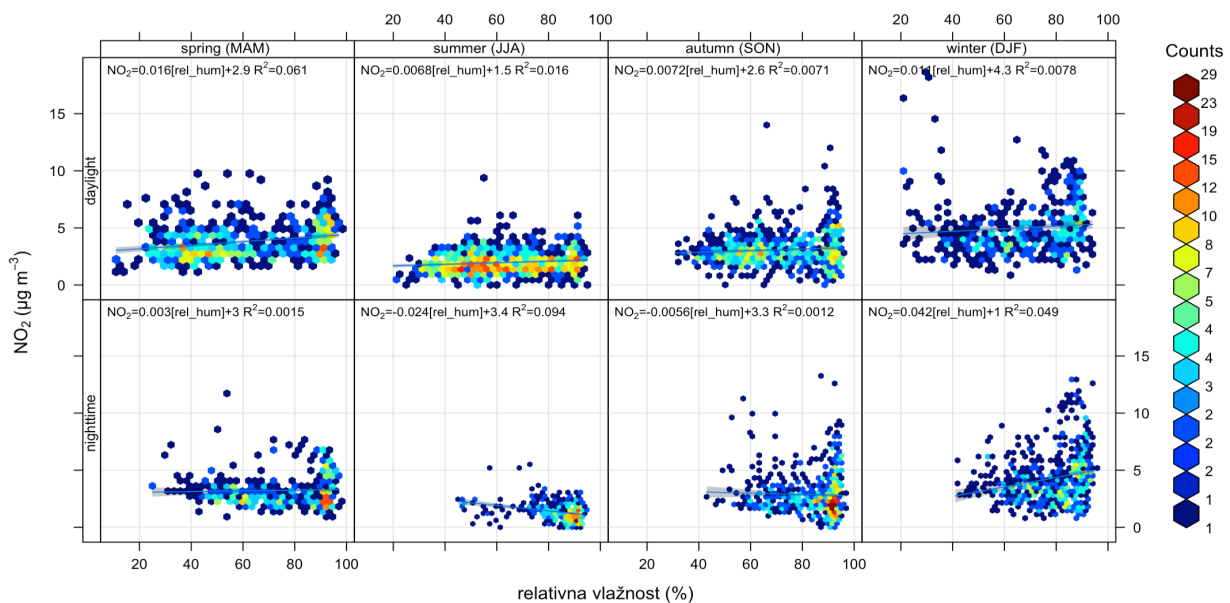 20 40 60 80 100 20 40 60 80 100
spring (MAM) summer (JJA) autumn (SON) winter (DJF)
Counts
NO₂=0.016[rel_hum]+2.9 R²=0.061
NO₂=0.0068[rel_hum]+1.5 R²=0.016
NO₂=0.0072[rel_hum]+2.6 R²=0.0071
NO₂=0.011[rel_hum]+4.3 R²=0.0078
15
10
5
0
daylight
NO₂=0.003[rel_hum]+3 R²=0.0015
NO₂=-0.024[rel_hum]+3.4 R²=0.094
NO₂=-0.0056[rel_hum]+3.3 R²=0.0012
NO₂=0.042[rel_hum]+1 R²=0.049
nighttime
15
10
5
0
NO₂ (µg m⁻³)
20 40 60 80 100 20 40 60 80 100
relativna vlažnost (%)
29
23
19
15
12
10
8
7
5
4
4
3
2
2
2
1
1